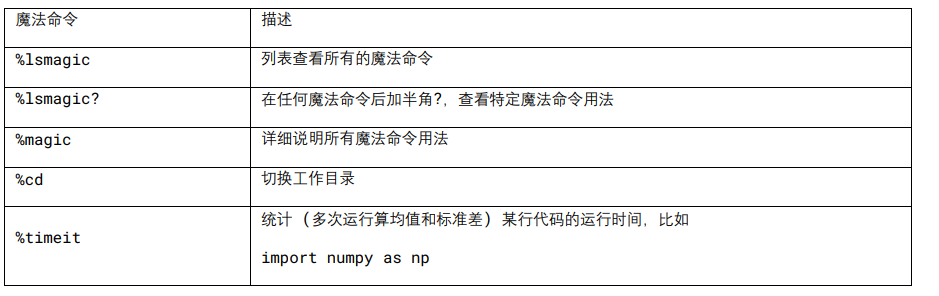 魔法命令 描述
%lsmagic 列表查看所有的魔法命令
%lsmagic? 在任何魔法命令后加半角?, 查看特定魔法命令用法
%magic 详细说明所有魔法命令用法
%cd 切换工作目录
统计 (多次运行算均值和标准差) 某行代码的运行时间, 比如
%timeit
import numpy as np